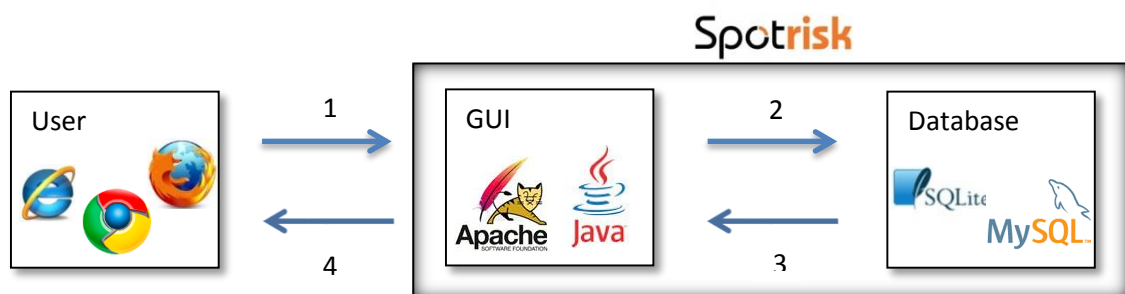 Spotrisk
User
1
GUI
2
Database
Apache
SOFTWARE FOUNDATION
Java
SQLite
MySQL
4
3